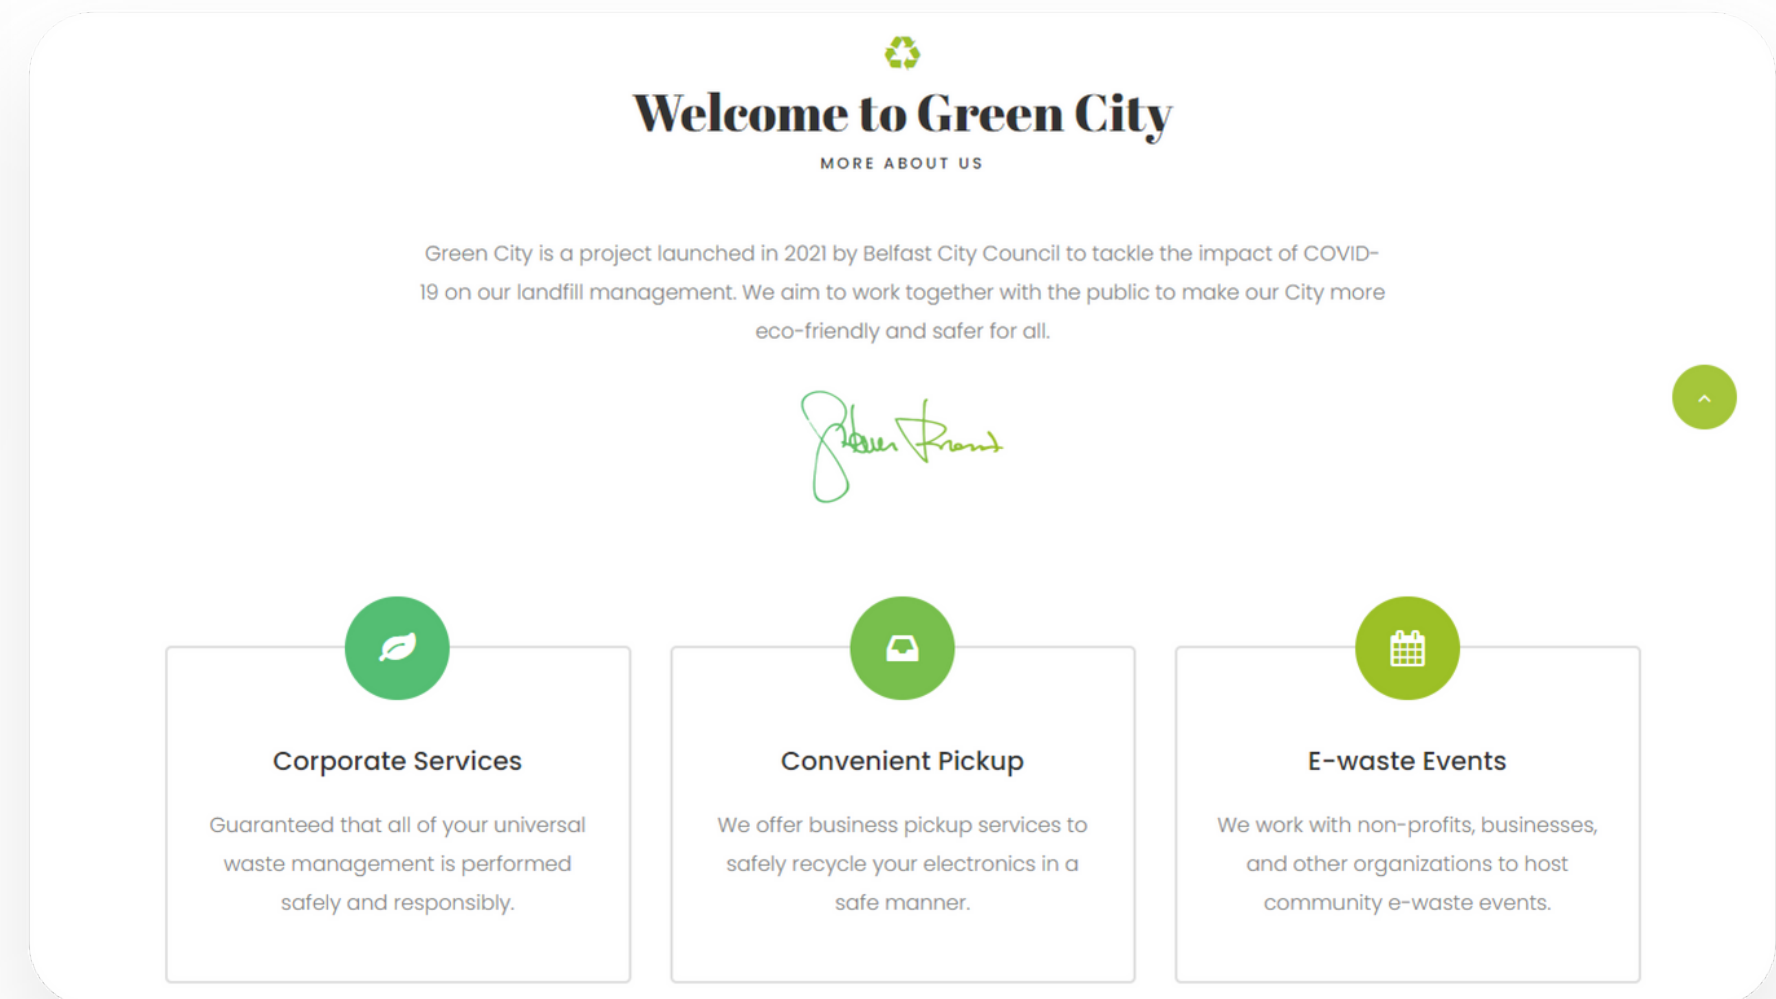 Welcome to Green City
MORE ABOUT US
Green City is a project launched in 2021 by Belfast City Council to tackle the impact of COVID-
19 on our landfill management. We aim to work together with the public to make our City more
eco-friendly and safer for all.
Corporate Services
Guaranteed that all of your universal
waste management is performed
safely and responsibly.
Convenient Pickup
We offer business pickup services to
safely recycle your electronics in a
safe manner.
E-waste Events
We work with non-profits, businesses,
and other organizations to host
community e-waste events.